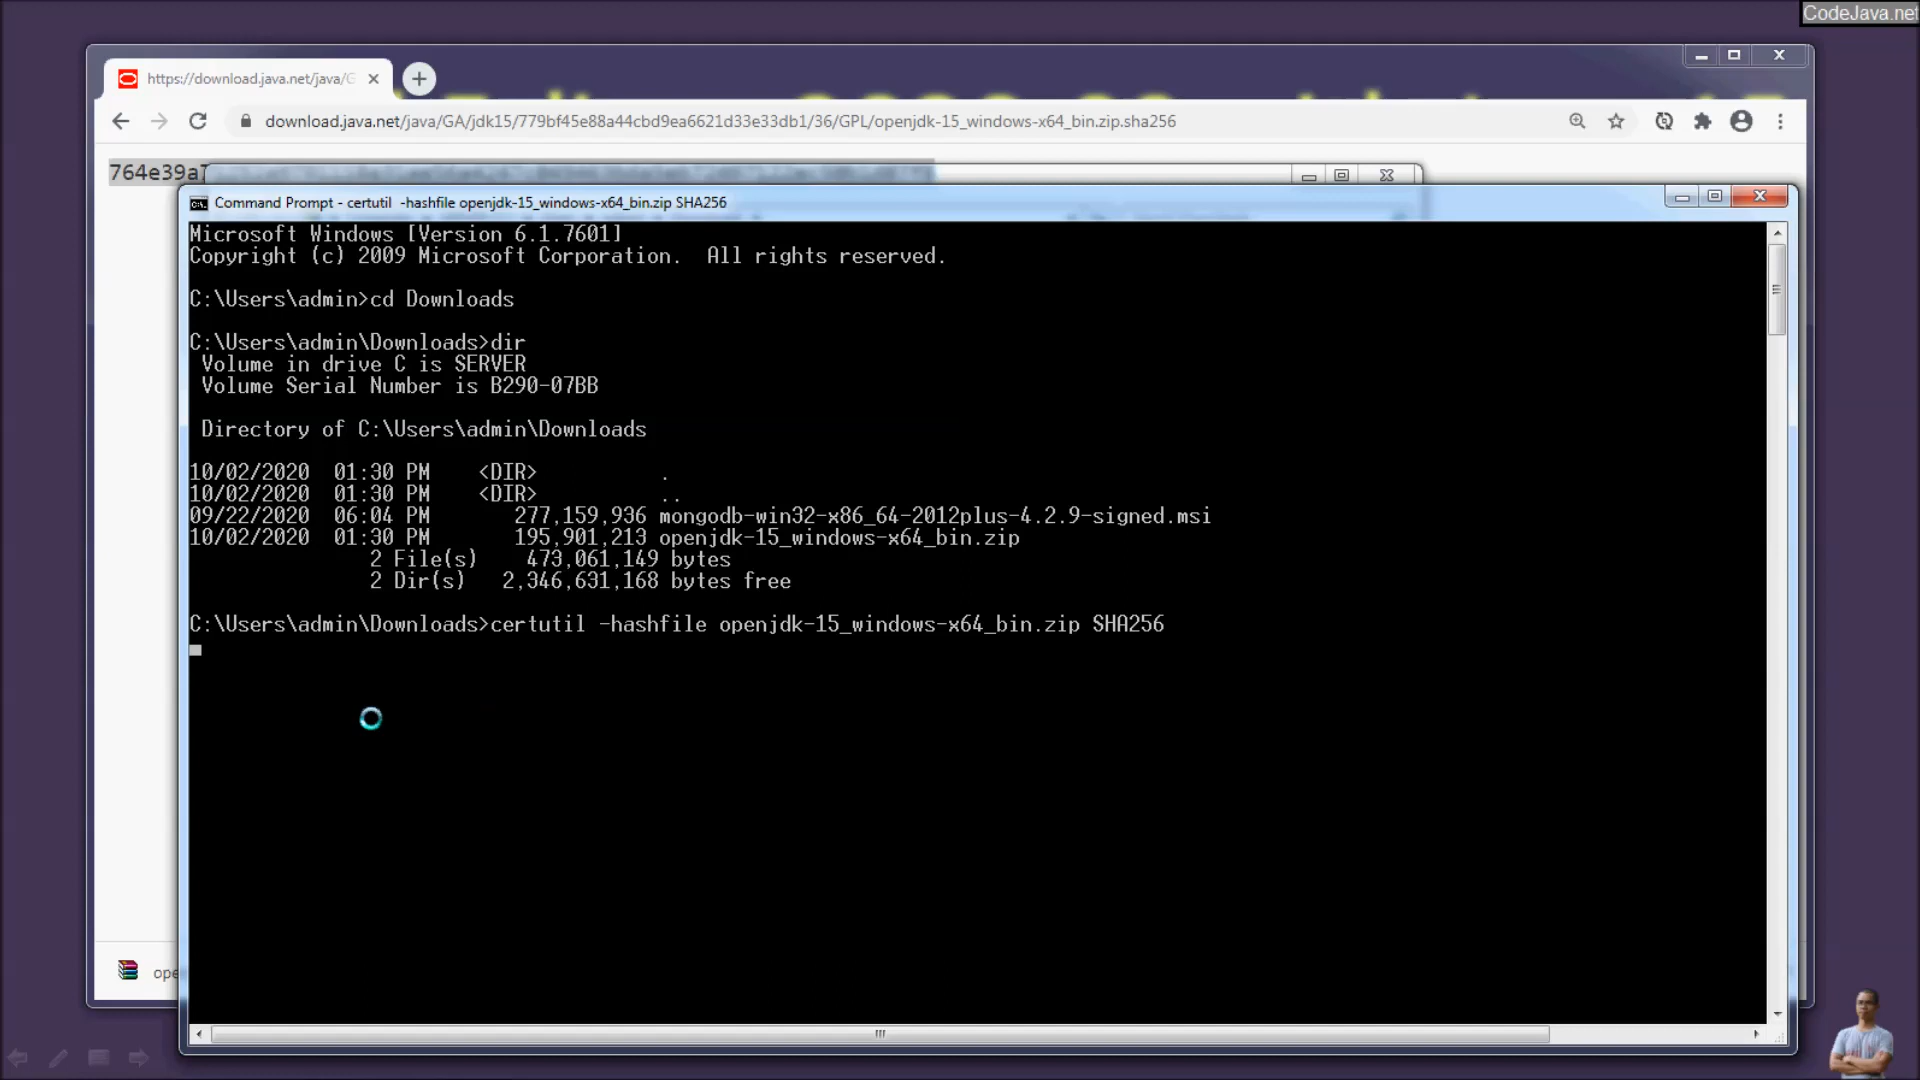 CodeJava.net
https://download.java.net/java/G
download.java.net/java/GA/jdk15/779bf45e88a44cbd9ea6621d33e33db1/36/GPL/openjdk-15_windows-x64_bin.zip.sha256
764e39a7
Command Prompt - certutil -hashfile openjdk-15_windows-x64_bin.zip SHA256
Microsoft Windows [Version 6.1.7601]
Copyright (c) 2009 Microsoft Corporation.  All rights reserved.
C:\Users\admin>cd Downloads
C:\Users\admin\Downloads>dir
Volume in drive C is SERVER
Volume Serial Number is B290-07BB
Directory of C:\Users\admin\Downloads
10/02/2020  01:30 PM    <DIR>          .
10/02/2020  01:30 PM    <DIR>          ..
09/22/2020  06:04 PM       277,159,936 mongodb-win32-x86_64-2012plus-4.2.9-signed.msi
10/02/2020  01:30 PM       195,901,213 openjdk-15_windows-x64_bin.zip
2 File(s)    473,061,149 bytes
2 Dir(s)   2,346,631,168 bytes free
C:\Users\admin\Downloads>certutil -hashfile openjdk-15_windows-x64_bin.zip SHA256
ope